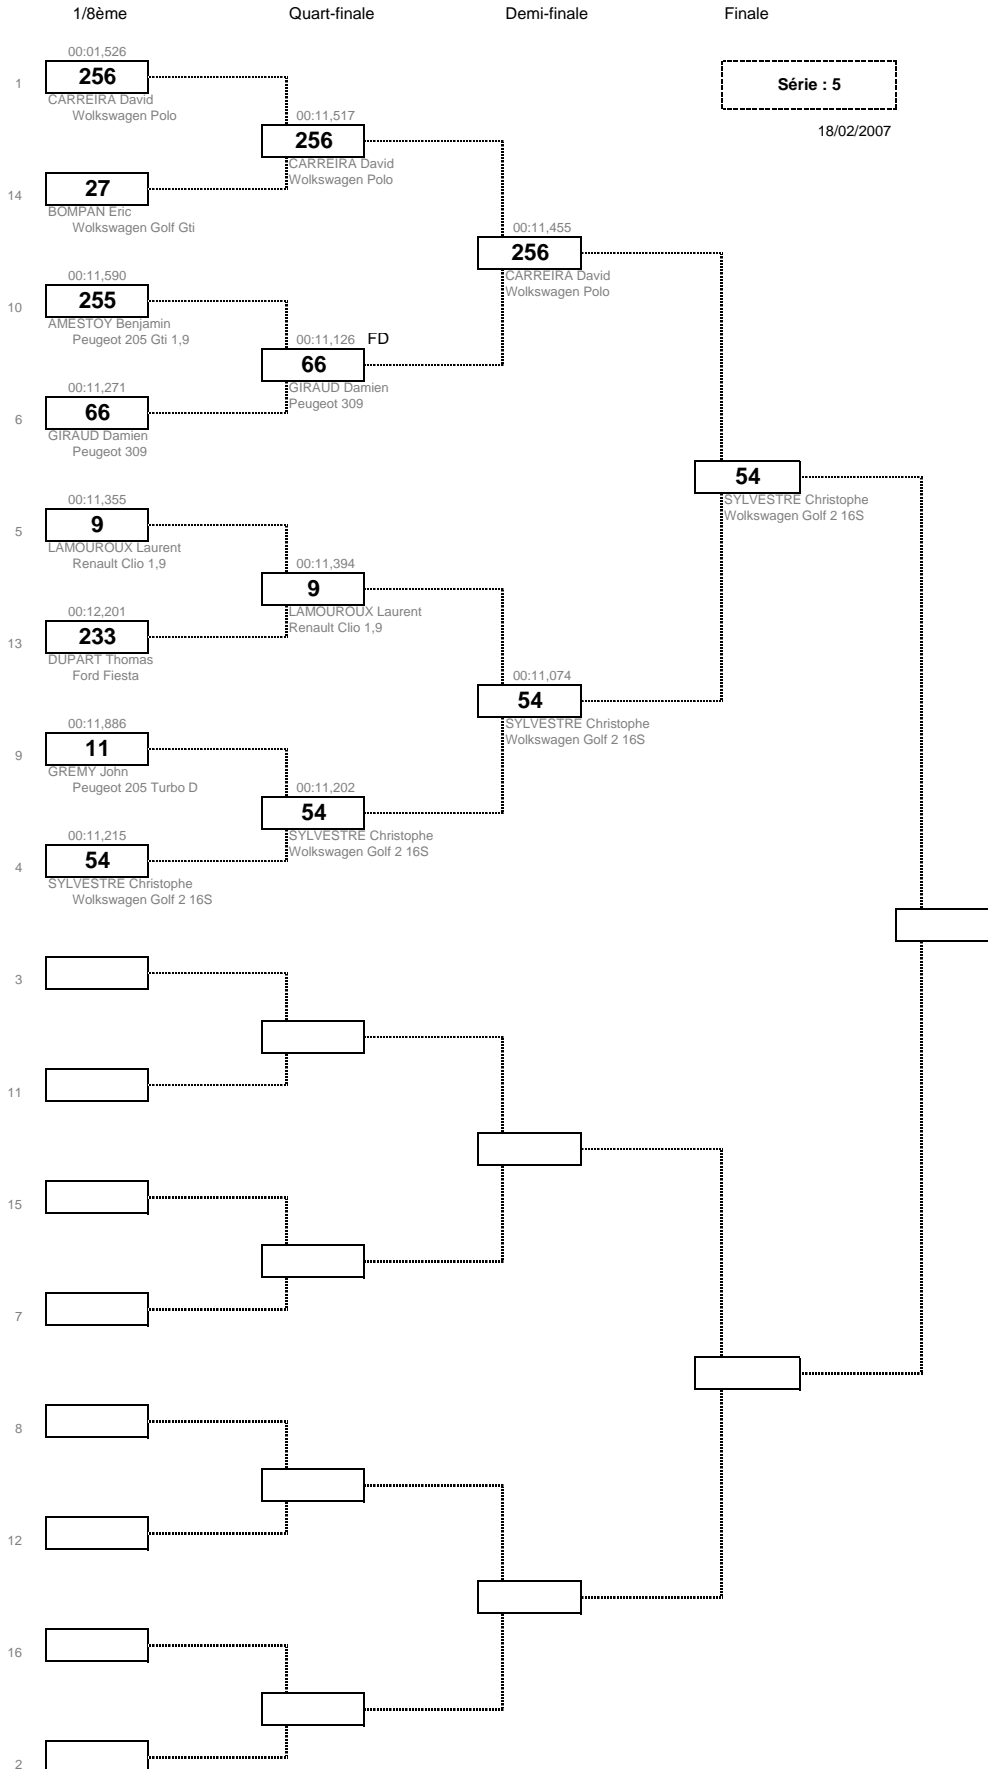 1/8ème Quart-finale Demi-finale Finale
Série : 5
18/02/2007
00:01,526
1 256
CARREIRA David
Wolkswagen Polo
00:11,517
256
CARREIRA David
Wolkswagen Polo
14 27
BOMPAN Eric
Wolkswagen Golf Gti
00:11,455
256
CARREIRA David
Wolkswagen Polo
00:11,590
10 255
AMESTOY Benjamin
Peugeot 205 Gti 1,9
00:11,126 FD
66
GIRAUD Damien
Peugeot 309
00:11,271
6 66
GIRAUD Damien
Peugeot 309
54
SYLVESTRE Christophe
Wolkswagen Golf 2 16S
00:11,355
5 9
LAMOUROUX Laurent
Renault Clio 1,9
00:11,394
9
LAMOUROUX Laurent
Renault Clio 1,9
00:12,201
13 233
DUPART Thomas
Ford Fiesta
00:11,074
54
SYLVESTRE Christophe
Wolkswagen Golf 2 16S
00:11,886
9 11
GREMY John
Peugeot 205 Turbo D
00:11,202
54
SYLVESTRE Christophe
Wolkswagen Golf 2 16S
00:11,215
4 54
SYLVESTRE Christophe
Wolkswagen Golf 2 16S
3
11
15
7
8
12
16
2